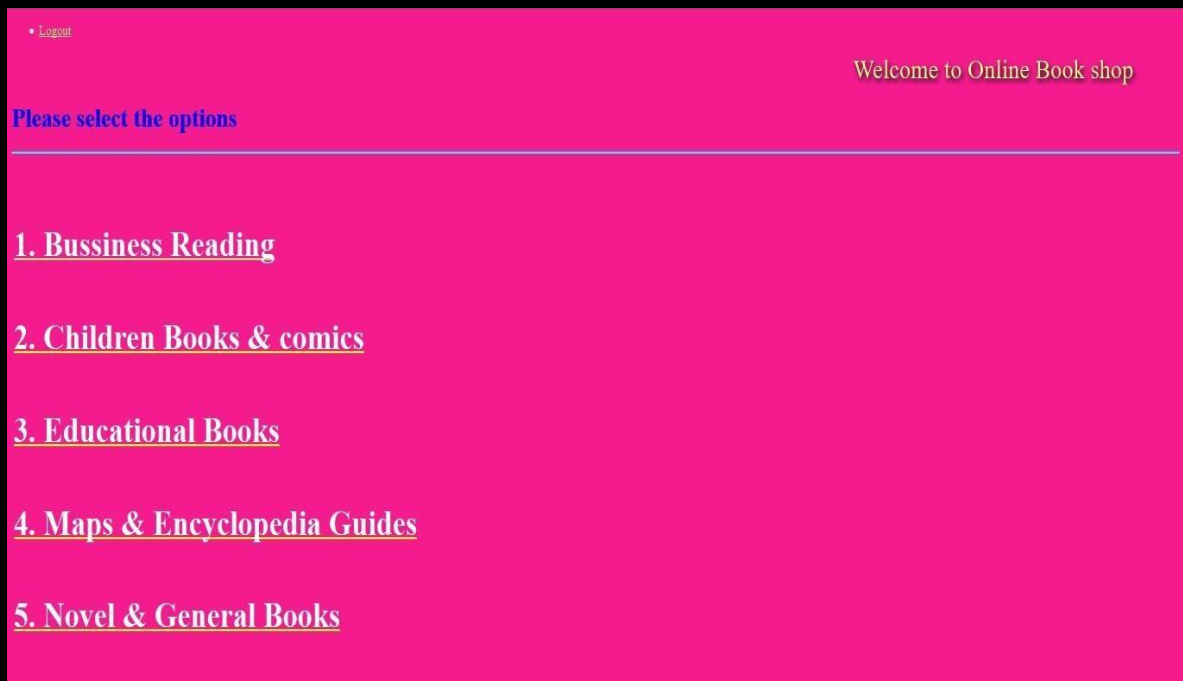 Logout
Welcome to Online Book shop
Please select the options
1. Bussiness Reading
2. Children Books & comics
3. Educational Books
4. Maps & Encyclopedia Guides
5. Novel & General Books